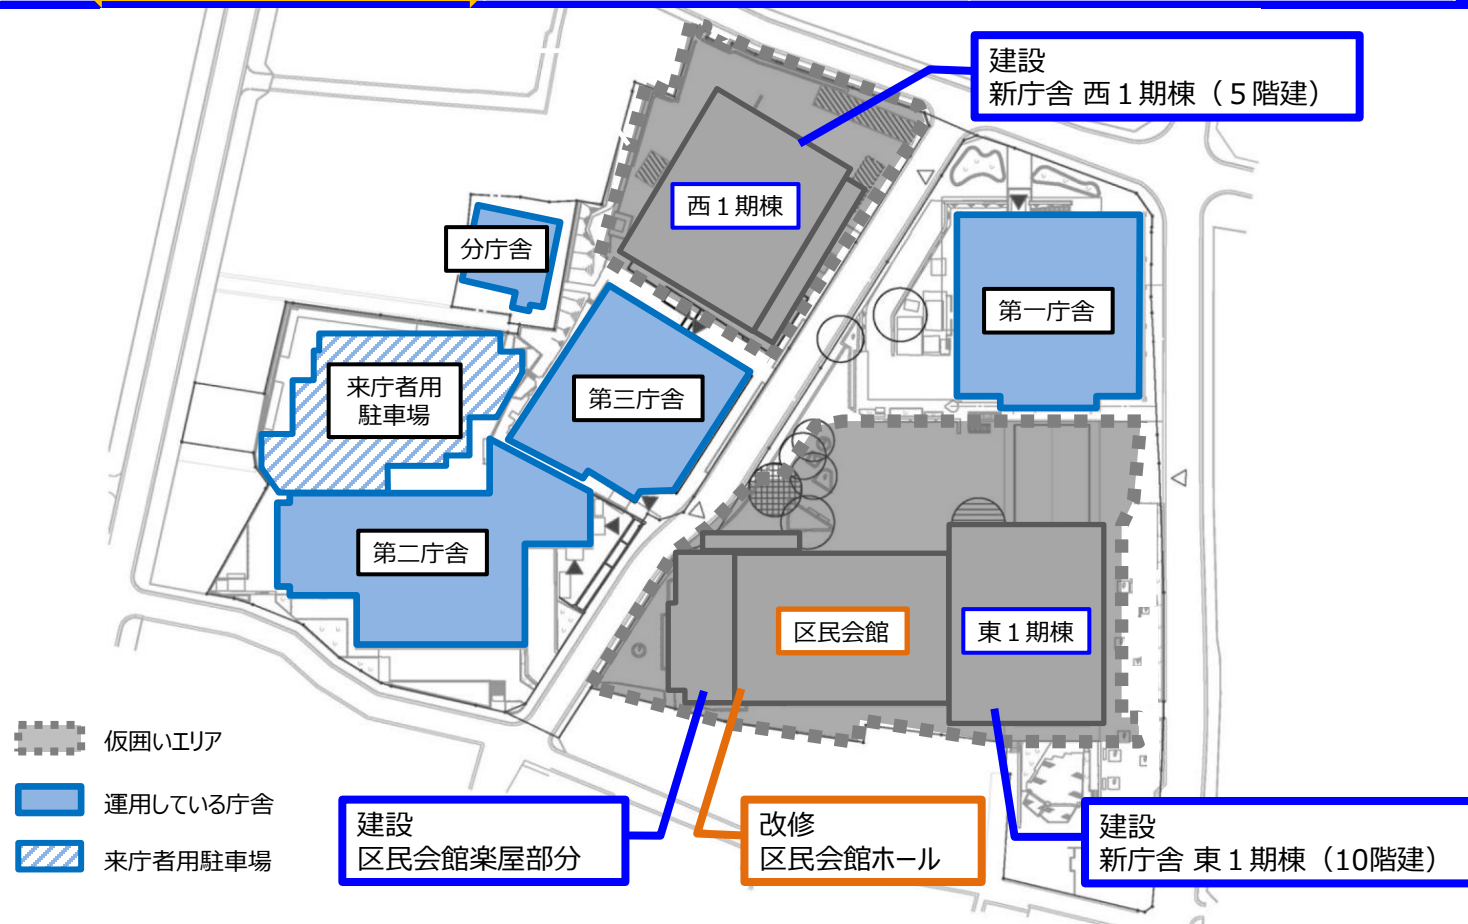 建設
新庁舎 西１期棟（５階建）
西１期棟
分庁舎
第一庁舎
来庁者用
駐車場
第三庁舎
第二庁舎
区民会館
東１期棟
仮囲いエリア
運用している庁舎
来庁者用駐車場
建設
区民会館楽屋部分
改修
区民会館ホール
建設
新庁舎 東１期棟（10階建）